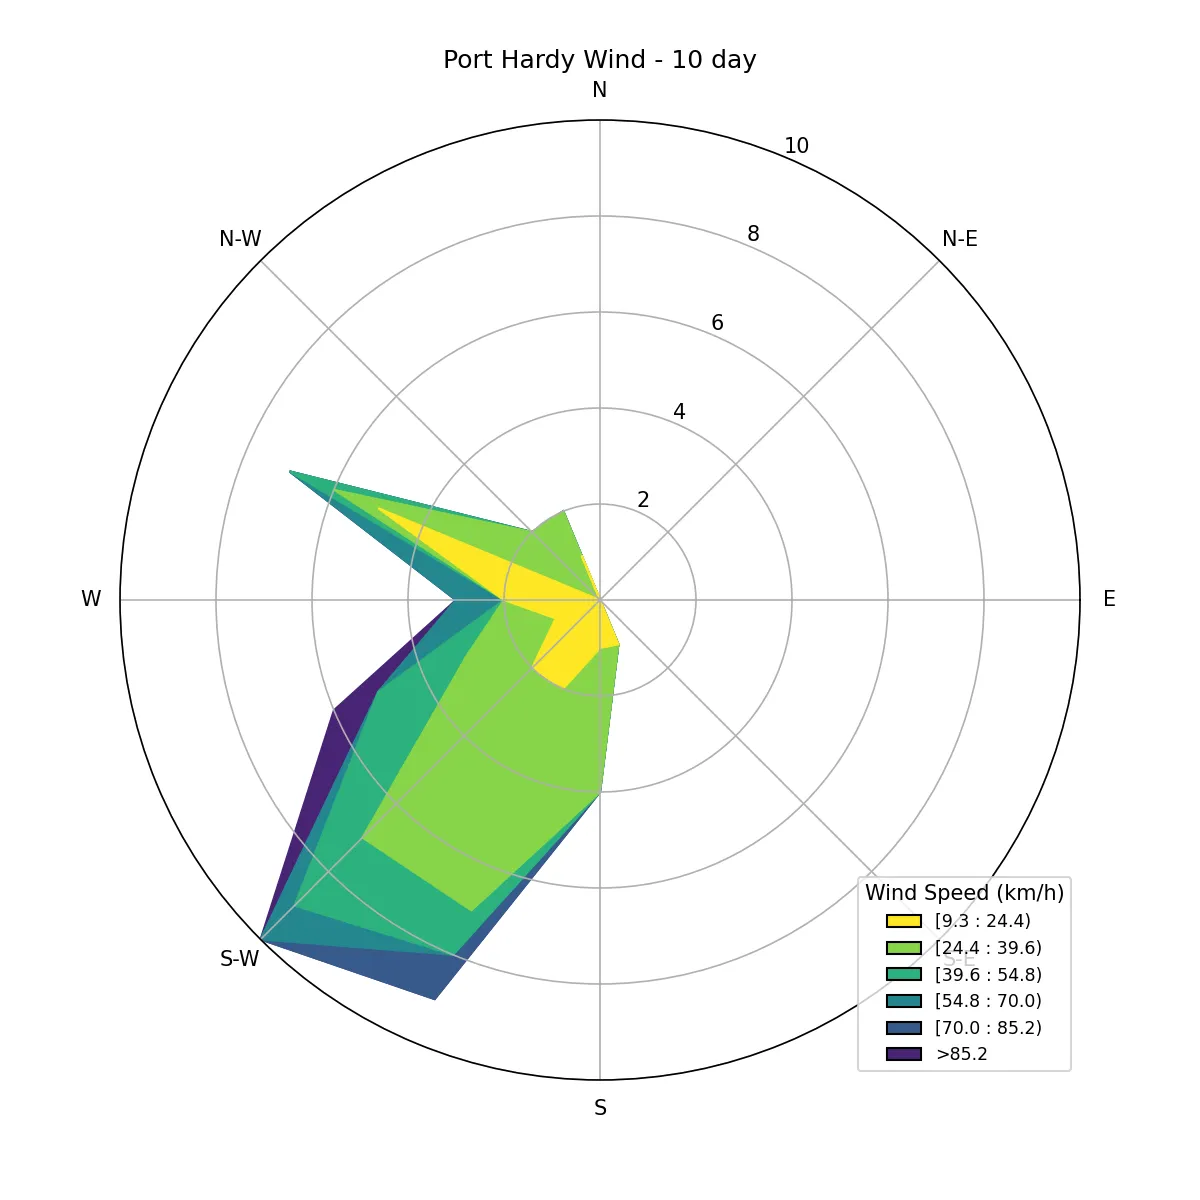 Port Hardy Wind - 10 day
N
10
N-W
N-E
8
6
4
2
W
E
S-W
S-E
S
Wind Speed (km/h)
[9.3 : 24.4)
[24.4 : 39.6)
[39.6 : 54.8)
[54.8 : 70.0)
[70.0 : 85.2)
>85.2